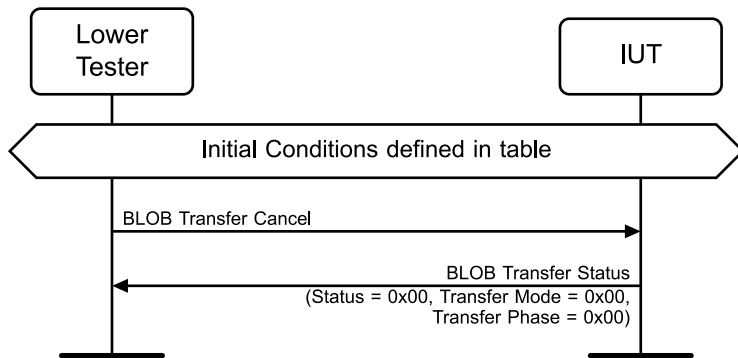 Lower
Tester
IUT
Initial Conditions defined in table
BLOB Transfer Cancel
BLOB Transfer Status
(Status = 0x00, Transfer Mode = 0x00,
Transfer Phase = 0x00)